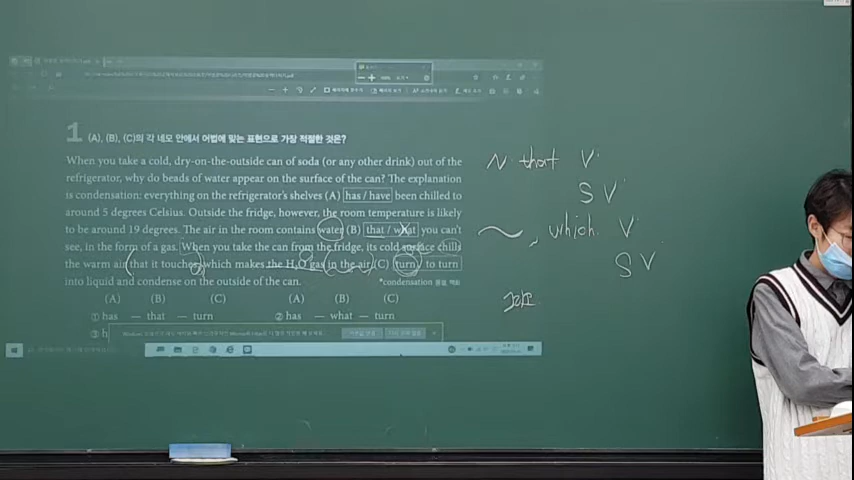 1 (A), (B), (C)의 각 네모 안에서 어법에 맞는 표현으로 가장 적절한 것은?
When you take a cold, dry-on-the-outside can of soda (or any other drink) out of the
refrigerator, why do beads of water appear on the surface of the can? The explanation
is condensation: everything on the refrigerator's shelves (A) has / have been chilled to
around 5 degrees Celsius. Outside the fridge, however, the room temperature is likely
to be around 19 degrees. The air in the room contains water (B) that / what you can't
see, in the form of a gas. When you take the can from the fridge, its cold surface chills
the warm air that it touches, which makes the H₂O gas in the air (C) turn / to turn
into liquid and condense on the outside of the can.
*condensation 응결, 액화
(A) (B) (C) (A) (B) (C)
① has — that — turn ② has — what — turn
③ h
N that V
S V
, which V
S V